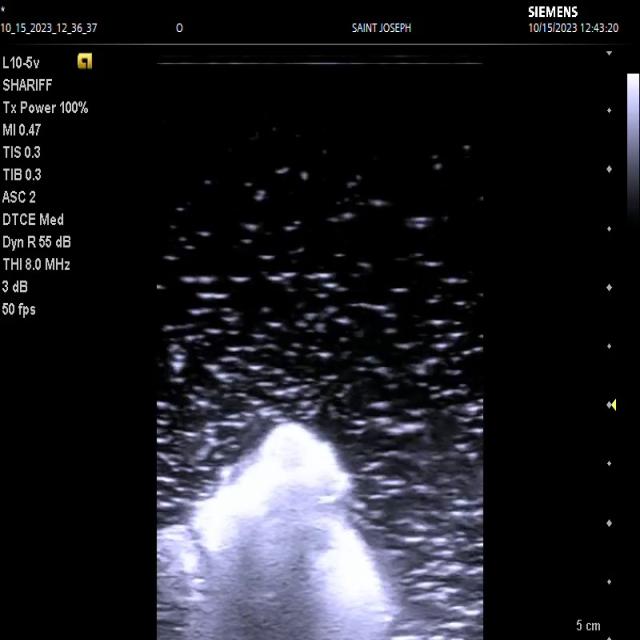 *
SIEMENS
10_15_2023_12_36_37
O
SAINT JOSEPH
10/15/2023 12:43:20
L10-5v
SHARIFF
Tx Power 100%
MI 0.47
TIS 0.3
TIB 0.3
ASC 2
DTCE Med
Dyn R 55 dB
THI 8.0 MHz
3 dB
50 fps
5 cm